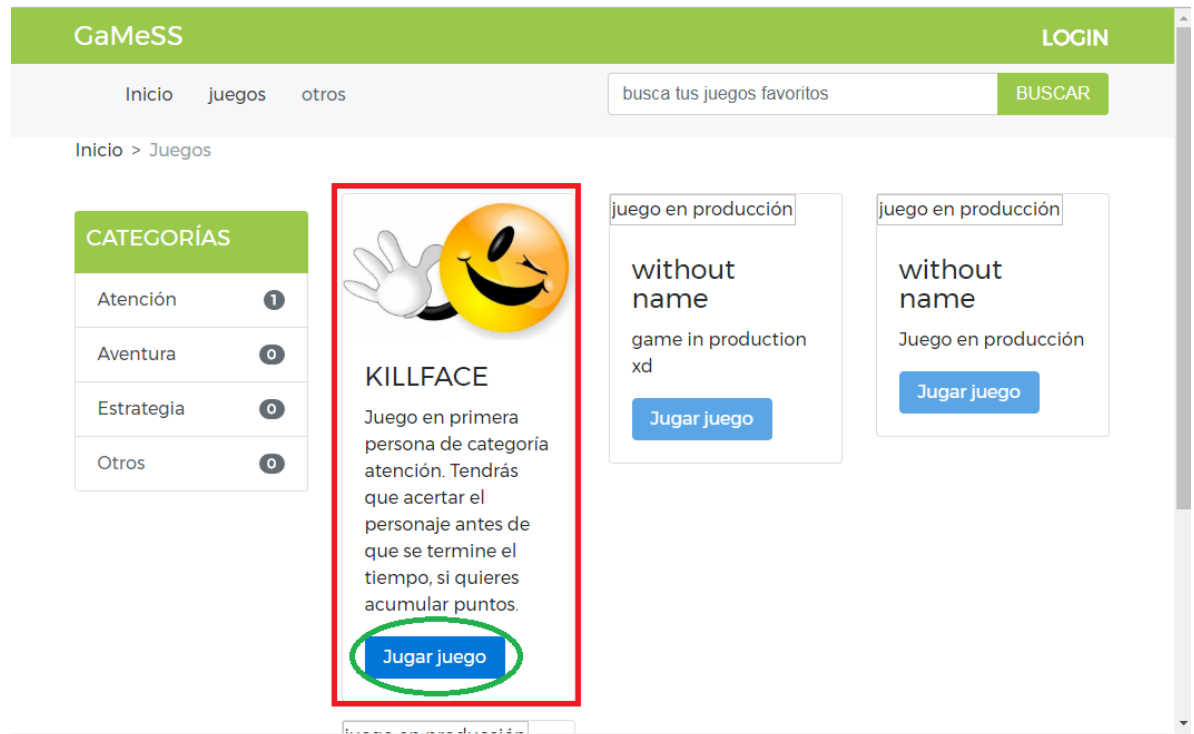 GaMeSS
LOGIN
Inicio juegos otros
busca tus juegos favoritos
BUSCAR
Inicio > Juegos
CATEGORÍAS
Atención 1
Aventura 0
Estrategia 0
Otros 0
KILLFACE
Juego en primera
persona de categoría
atención. Tendrás
que acertar el
personaje antes de
que se termine el
tiempo, si quieres
acumular puntos.
Jugar juego
juego en producción
without
name
game in production
xd
Jugar juego
juego en producción
without
name
Juego en producción
Jugar juego
juego en producción